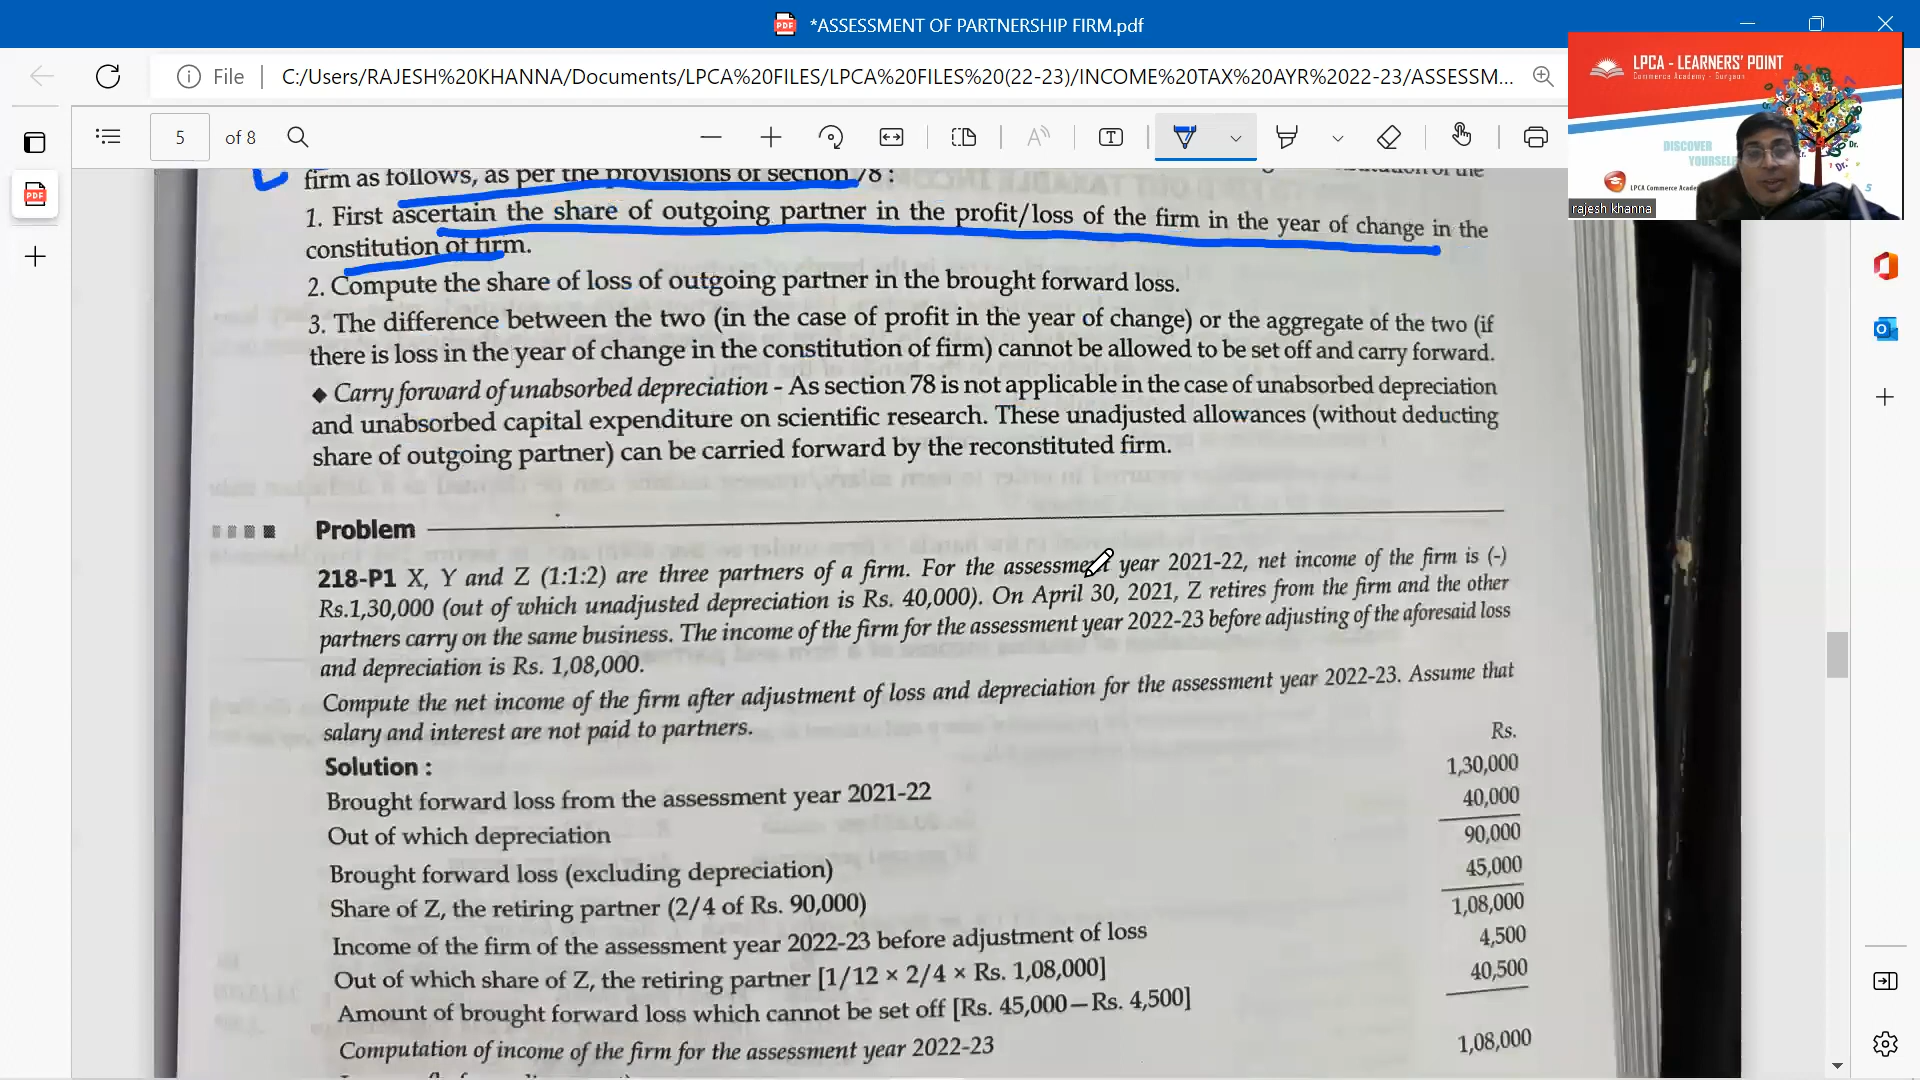 *ASSESSMENT OF PARTNERSHIP FIRM.pdf
File
C:/Users/RAJESH%20KHANNA/Documents/LPCA%20FILES/LPCA%20FILES%20(22-23)/INCOME%20TAX%20AYR%2022-23/ASSESSM...
5 of 8
LPCA - LEARNERS' POINT
Commerce Academy - Gurgaon
DISCOVER
YOURSELF
LPCA Commerce Acade
rajesh khanna
firm as follows, as per the provisions of section 78 :
1. First ascertain the share of outgoing partner in the profit/loss of the firm in the year of change in the
constitution of firm.
2. Compute the share of loss of outgoing partner in the brought forward loss.
3. The difference between the two (in the case of profit in the year of change) or the aggregate of the two (if
there is loss in the year of change in the constitution of firm) cannot be allowed to be set off and carry forward.
◆ Carry forward of unabsorbed depreciation - As section 78 is not applicable in the case of unabsorbed depreciation
and unabsorbed capital expenditure on scientific research. These unadjusted allowances (without deducting
share of outgoing partner) can be carried forward by the reconstituted firm.
Problem
218-P1 X, Y and Z (1:1:2) are three partners of a firm. For the assessment year 2021-22, net income of the firm is (-)
Rs.1,30,000 (out of which unadjusted depreciation is Rs. 40,000). On April 30, 2021, Z retires from the firm and the other
partners carry on the same business. The income of the firm for the assessment year 2022-23 before adjusting of the aforesaid loss
and depreciation is Rs. 1,08,000.
Compute the net income of the firm after adjustment of loss and depreciation for the assessment year 2022-23. Assume that
salary and interest are not paid to partners.
Rs.
Solution :
Brought forward loss from the assessment year 2021-22 1,30,000
Out of which depreciation 40,000
Brought forward loss (excluding depreciation) 90,000
Share of Z, the retiring partner (2/4 of Rs. 90,000) 45,000
Income of the firm of the assessment year 2022-23 before adjustment of loss 1,08,000
Out of which share of Z, the retiring partner [1/12 × 2/4 × Rs. 1,08,000] 4,500
Amount of brought forward loss which cannot be set off [Rs. 45,000 – Rs. 4,500] 40,500
Computation of income of the firm for the assessment year 2022-23
1,08,000